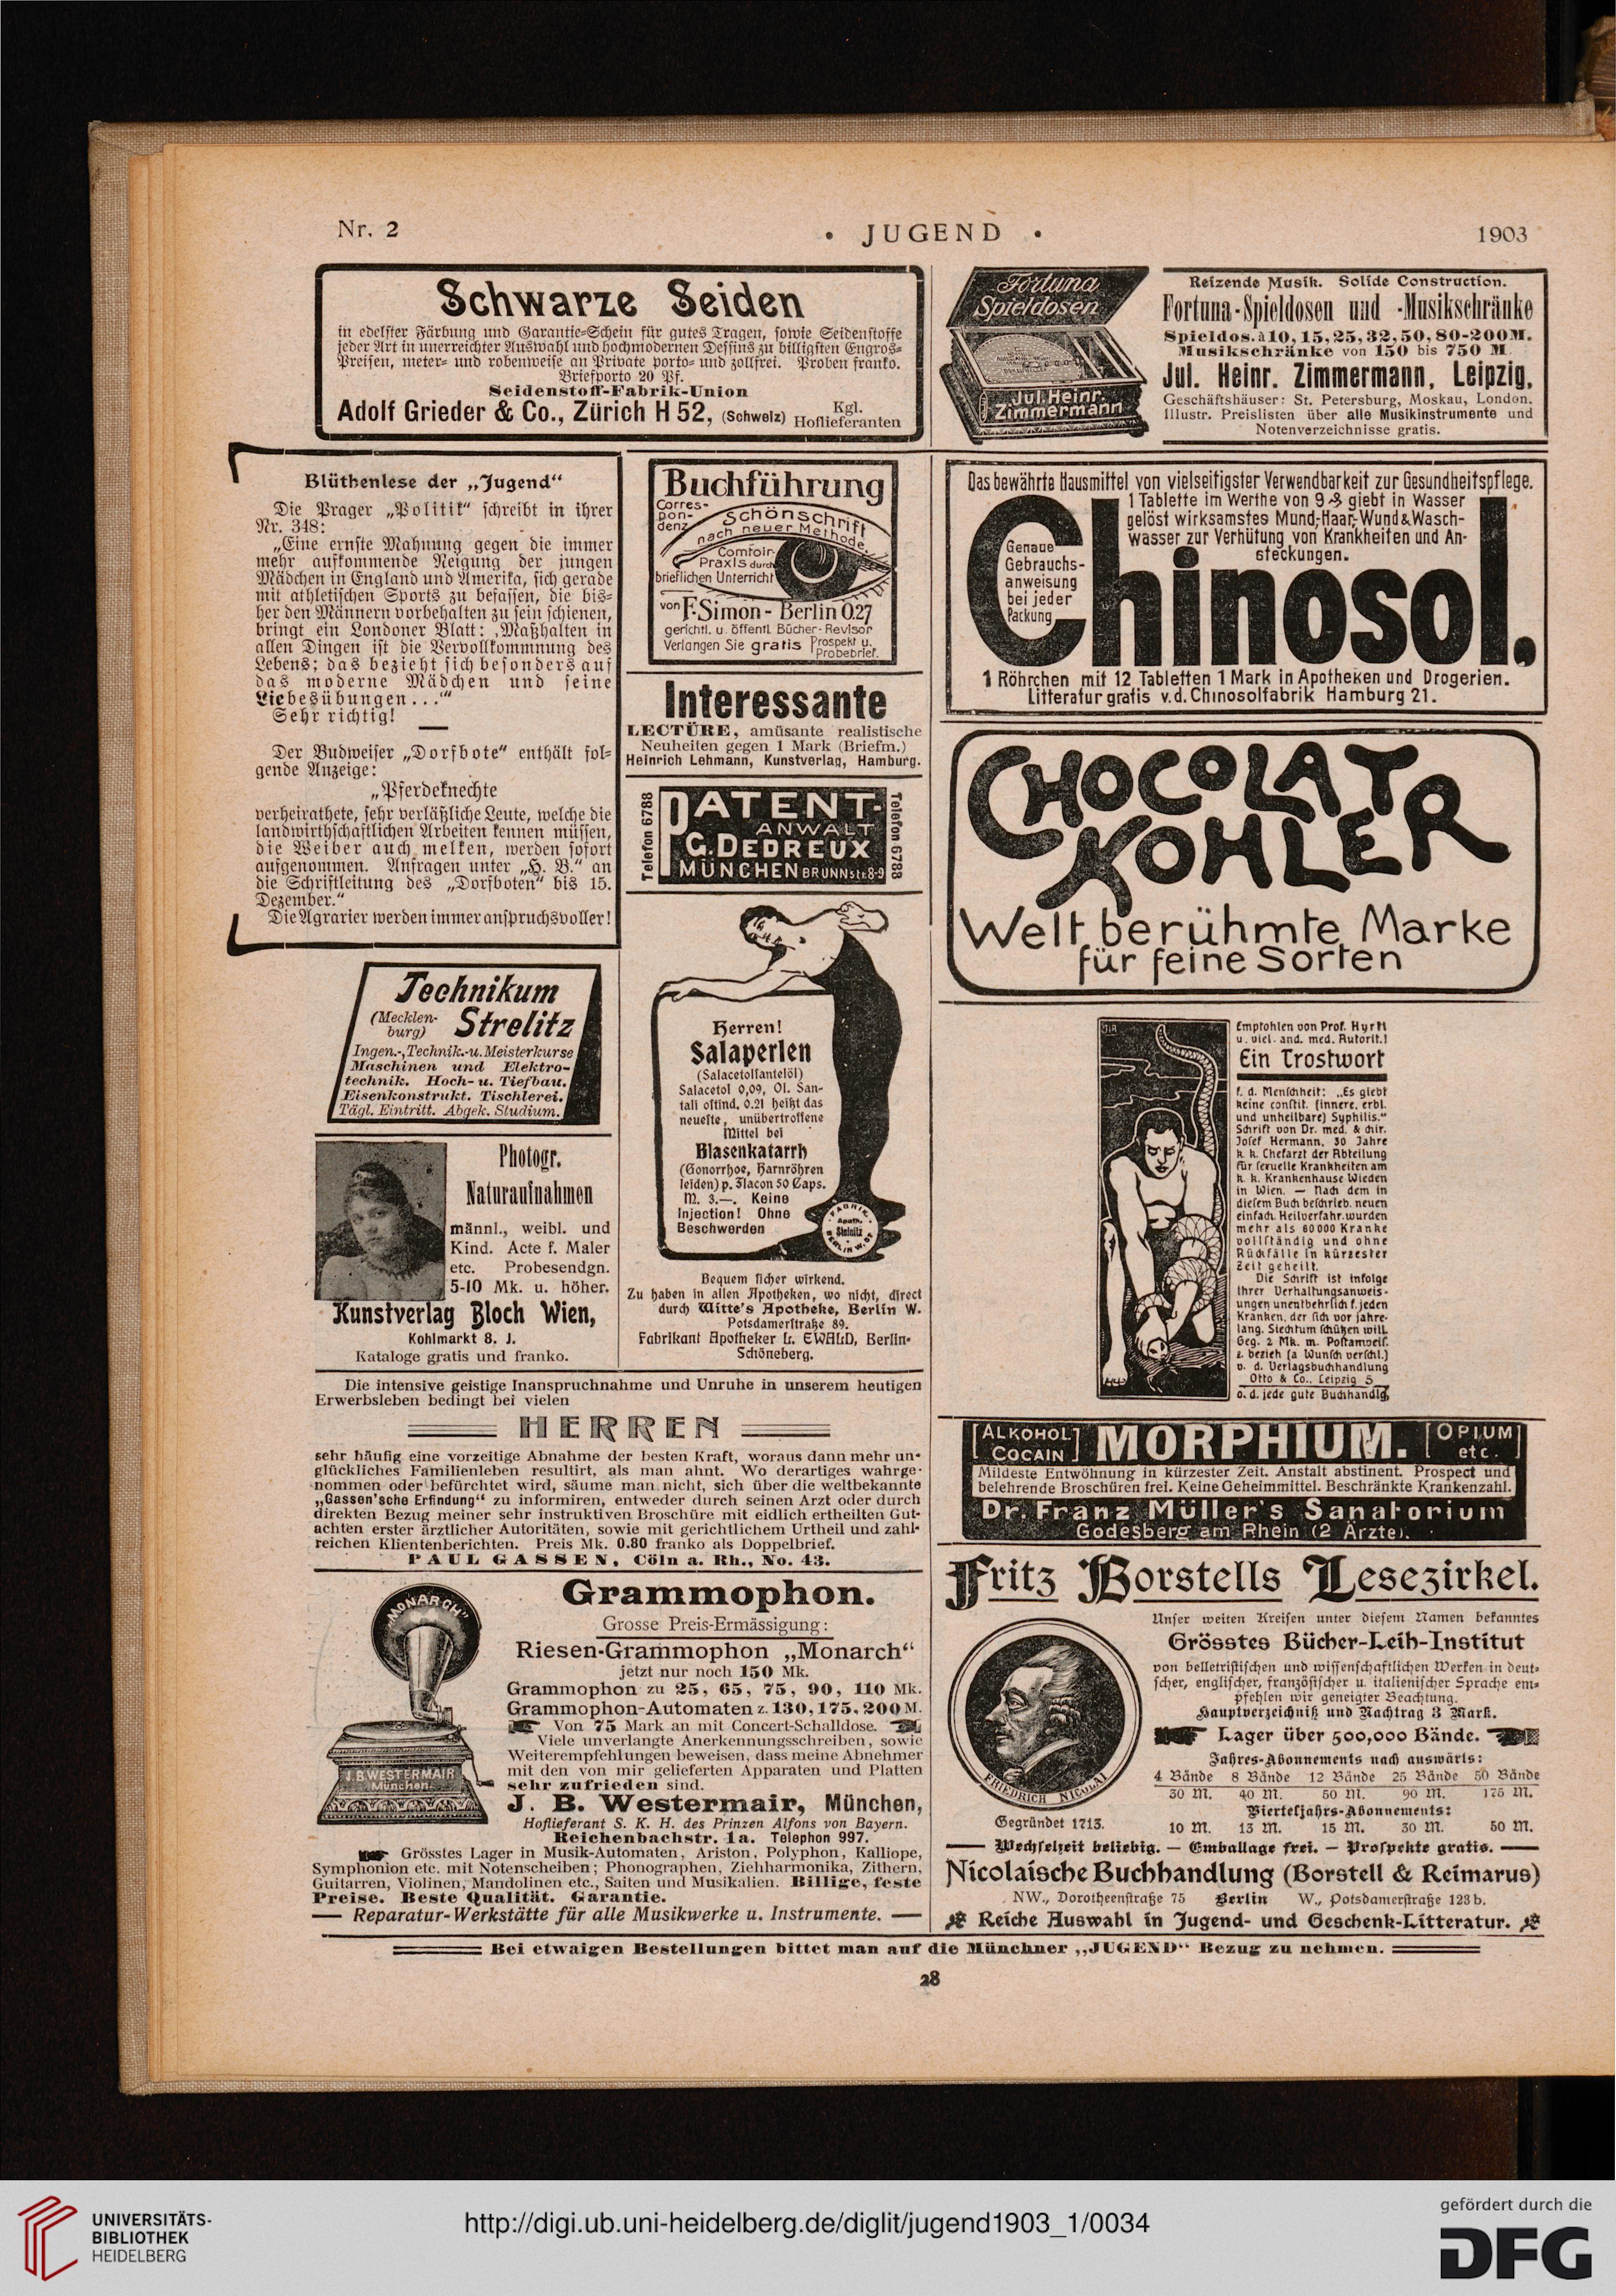 Nr. 2
• JUGEND •
1903
Schwarze Seiden
in edelster Färbung und Garantie-Schein für gutes Tragen, sowie Seidenstoffe
jeder Art in unerreichter Auswahl und hochmodernen Dessins zu billigsten Engros-
Preisen, meter- und robenweise an Private porto- und zollfrei. Proben franko.
Briefporto 20 Pf.
Seidenstoff-Fabrik-Union
Adolf Grieder & Co., Zürich H 52, (Schweiz) Kgl.
Hoflieferanten
Fortuna
Spieldosen
Jul. Heinr.
Zimmermann
Reizende Musik. Solide Construction.
Fortuna-Spieldosen und -Musikschränke
Spieldos. à 10, 15, 25, 32, 50, 80-200 M.
Musikschränke von 150 bis 750 M
Jul. Heinr. Zimmermann, Leipzig,
Geschäftshäuser: St. Petersburg, Moskau, London.
Illustr. Preislisten über alle Musikinstrumente und
Notenverzeichnisse gratis.
Blüthenlese der „Jugend“
Die Prager „Politik“ schreibt in ihrer
Nr. 348:
„Eine ernste Mahnung gegen die immer
mehr aufkommende Neigung der jungen
Mädchen in England und Amerika, sich gerade
mit athletischen Sports zu befassen, die bis-
her den Männern vorbehalten zu sein schienen,
bringt ein Londoner Blatt: ‚Maßhalten in
allen Dingen ist die Vervollkommnung des
Lebens; das bezieht sich besonders auf
das moderne Mädchen und seine
Liebesübungen...‘“
Sehr richtig!
Der Budweiser „Dorfbote“ enthält fol-
gende Anzeige:
„Pferdeknechte
verheirathete, sehr verläßliche Leute, welche die
landwirthschaftlichen Arbeiten kennen müssen,
die Weiber auch melken, werden sofort
aufgenommen. Anfragen unter „H. B.“ an
die Schriftleitung des „Dorfboten“ bis 15.
Dezember.“
Die Agrarier werden immer anspruchsvoller!
Buchführung
Corres-
pon-
denz
Schönschrift
nach neuer Methode.
Comtoir-
Praxis durch
brieflichen Unterricht
von F. Simon - Berlin O.27
gerichtl. u. öffentl. Bücher-Revisor
Verlangen Sie gratis Prospekt u.
Probebrief.
Interessante
LECTÜRE, amüsante realistische
Neuheiten gegen 1 Mark (Briefm.)
Heinrich Lehmann, Kunstverlag, Hamburg.
Telefon 6788
PATENT-
ANWALT
G. DEDREUX
MÜNCHEN BRUNNstr. 8-9
Telefon 6788
Das bewährte Hausmittel von vielseitigster Verwendbarkeit zur Gesundheitspflege.
1 Tablette im Werthe von 9 ₰ giebt in Wasser
gelöst wirksamstes Mund-, Haar-, Wund & Wasch-
wasser zur Verhütung von Krankheiten und An-
steckungen.
Genaue
Gebrauchs-
anweisung
bei jeder
Packung
Chinosol.
1 Röhrchen mit 12 Tabletten 1 Mark in Apotheken und Drogerien.
Litteratur gratis v. d. Chinosolfabrik Hamburg 21.
CHOCOLAT
KOHLER
Welt berühmte Marke
für feine Sorten
Technikum
(Mecklen-
burg) Strelitz
Ingen.-, Technik.- u. Meisterkurse
Maschinen und Elektro-
technik. Hoch- u. Tiefbau.
Eisenkonstrukt. Tischlerei.
Tägl. Eintritt. Abgek. Studium.
Photogr.
Naturaufnahmen
männl., weibl. und
Kind. Acte f. Maler
etc. Probesendgn.
5-10 Mk. u. höher.
Kunstverlag Bloch Wien,
Kohlmarkt 8. J.
Kataloge gratis und franko.
Herren!
Salaperlen
(Salacetolsantelöl)
Salacetol 0,09, Ol. San-
tali ostind. 0.21 heißt das
neueste, unübertroffene
Mittel bei
Blasenkatarrh
(Gonorrhoe, Harnröhren
leiden) p. Flacon 50 Caps.
M. 3.—. Keine
Injection! Ohne
Beschwerden
FABRIK
Apoth.
Steinitz
BERLIN W. 57
Bequem sicher wirkend.
Zu haben in allen Apotheken, wo nicht, direct
durch Witte's Apotheke, Berlin W.
Potsdamerstraße 89.
Fabrikant Apotheker Lr. EWALD, Berlin-
Schöneberg.
Empfohlen von Prof. Hyrtl
u. viel. and. med. Autorit.!
Ein Trostwort
f. d. Menschheit: „Es giebt
keine constit. (innere, erbl.
und unheilbare) Syphilis.“
Schrift von Dr. med. & chir.
Josef Hermann, 30 Jahre
k. k. Chefarzt der Abteilung
für sexuelle Krankheiten am
k. k. Krankenhause Wieden
in Wien. — Nach dem in
diesem Buch beschrieb. neuen
einfach. Heilverfahr. wurden
mehr als 60 000 Kranke
vollständig und ohne
Rückfälle in kürzester
Zeit geheilt.
Die Schrift ist infolge
ihrer Verhaltungsanweis-
ungen unentbehrlich f. jeden
Kranken, der sich vor jahre-
lang. Siechtum schützen will.
Geg. 2 Mk. m. Postanweis.
z. bezieh (a Wunsch verschl.)
v. d. Verlagsbuchhandlung
Otto & Co., Leipzig 5
o. d. jede gute Buchhandlg.
Die intensive geistige Inanspruchnahme und Unruhe in unserem heutigen
Erwerbsleben bedingt bei vielen
HERREN
sehr häufig eine vorzeitige Abnahme der besten Kraft, woraus dann mehr un-
glückliches Familienleben resultirt, als man ahnt. Wo derartiges wahrge-
nommen oder befürchtet wird, säume man nicht, sich über die weltbekannte
„Gassen'sche Erfindung“ zu informiren, entweder durch seinen Arzt oder durch
direkten Bezug meiner sehr instruktiven Broschüre mit eidlich ertheilten Gut-
achten erster ärztlicher Autoritäten, sowie mit gerichtlichem Urtheil und zahl-
reichen Klientenberichten. Preis Mk. 0.80 franko als Doppelbrief.
PAUL GASSEN, Cöln a. Rh., No. 43.
ALKOHOL
COCAIN
MORPHIUM.
OPIUM
etc.
Mildeste Entwöhnung in kürzester Zeit. Anstalt abstinent. Prospect und
belehrende Broschüren frei. Keine Geheimmittel. Beschränkte Krankenzahl.
Dr. Franz Müller's Sanatorium
Godesberg am Rhein (2 Ärzte).
„MONARCH“
J. B. WESTERMAIR
München
Grammophon.
Grosse Preis-Ermässigung:
Riesen-Grammophon „Monarch“
jetzt nur noch 150 Mk.
Grammophon zu 25, 65, 75, 90, 110 Mk.
Grammophon-Automaten z. 130, 175, 200 M.
Von 75 Mark an mit Concert-Schalldose.
Viele unverlangte Anerkennungsschreiben, sowie
Weiterempfehlungen beweisen, dass meine Abnehmer
mit den von mir gelieferten Apparaten und Platten
sehr zufrieden sind.
J. B. Westermair, München,
Hoflieferant S. K. H. des Prinzen Alfons von Bayern.
Reichenbachstr. 1a. Telephon 997.
Grösstes Lager in Musik-Automaten, Ariston, Polyphon, Kalliope,
Symphonion etc. mit Notenscheiben; Phonographen, Ziehharmonika, Zithern,
Guitarren, Violinen, Mandolinen etc., Saiten und Musikalien. Billige, feste
Preise. Beste Qualität. Garantie.
— Reparatur-Werkstätte für alle Musikwerke u. Instrumente. —
Fritz Borstells Lesezirkel.
FRIEDRICH NICOLAI
Gegründet 1713.
Unser weiten Kreisen unter diesem Namen bekanntes
Grösstes Bücher-Leih-Institut
von belletristischen und wissenschaftlichen Werken in deut-
scher, englischer, französischer u. italienischer Sprache em-
pfehlen wir geneigter Beachtung.
Hauptverzeichniß und Nachtrag 3 Mark.
Lager über 500,000 Bände.
Jahres-Abonnements nach auswärts:
4 Bände 8 Bände 12 Bände 25 Bände 50 Bände
30 M. 40 M. 50 M. 90 M. 175 M.
Vierteljahrs-Abonnements:
10 M. 13 M. 15 M. 30 M. 50 M.
— Wechselzeit beliebig. — Emballage frei. — Prospekte gratis. —
Nicolaische Buchhandlung (Borstell & Reimarus)
NW., Dorotheenstraße 75 Berlin W., Potsdamerstraße 123 b.
Reiche Auswahl in Jugend- und Geschenk-Litteratur.
Bei etwaigen Bestellungen bittet man auf die Münchner „JUGEND“ Bezug zu nehmen.
28
UNIVERSITÄTS-
BIBLIOTHEK
HEIDELBERG
http://digi.ub.uni-heidelberg.de/diglit/jugend1903_1/0034
gefördert durch die
DFG